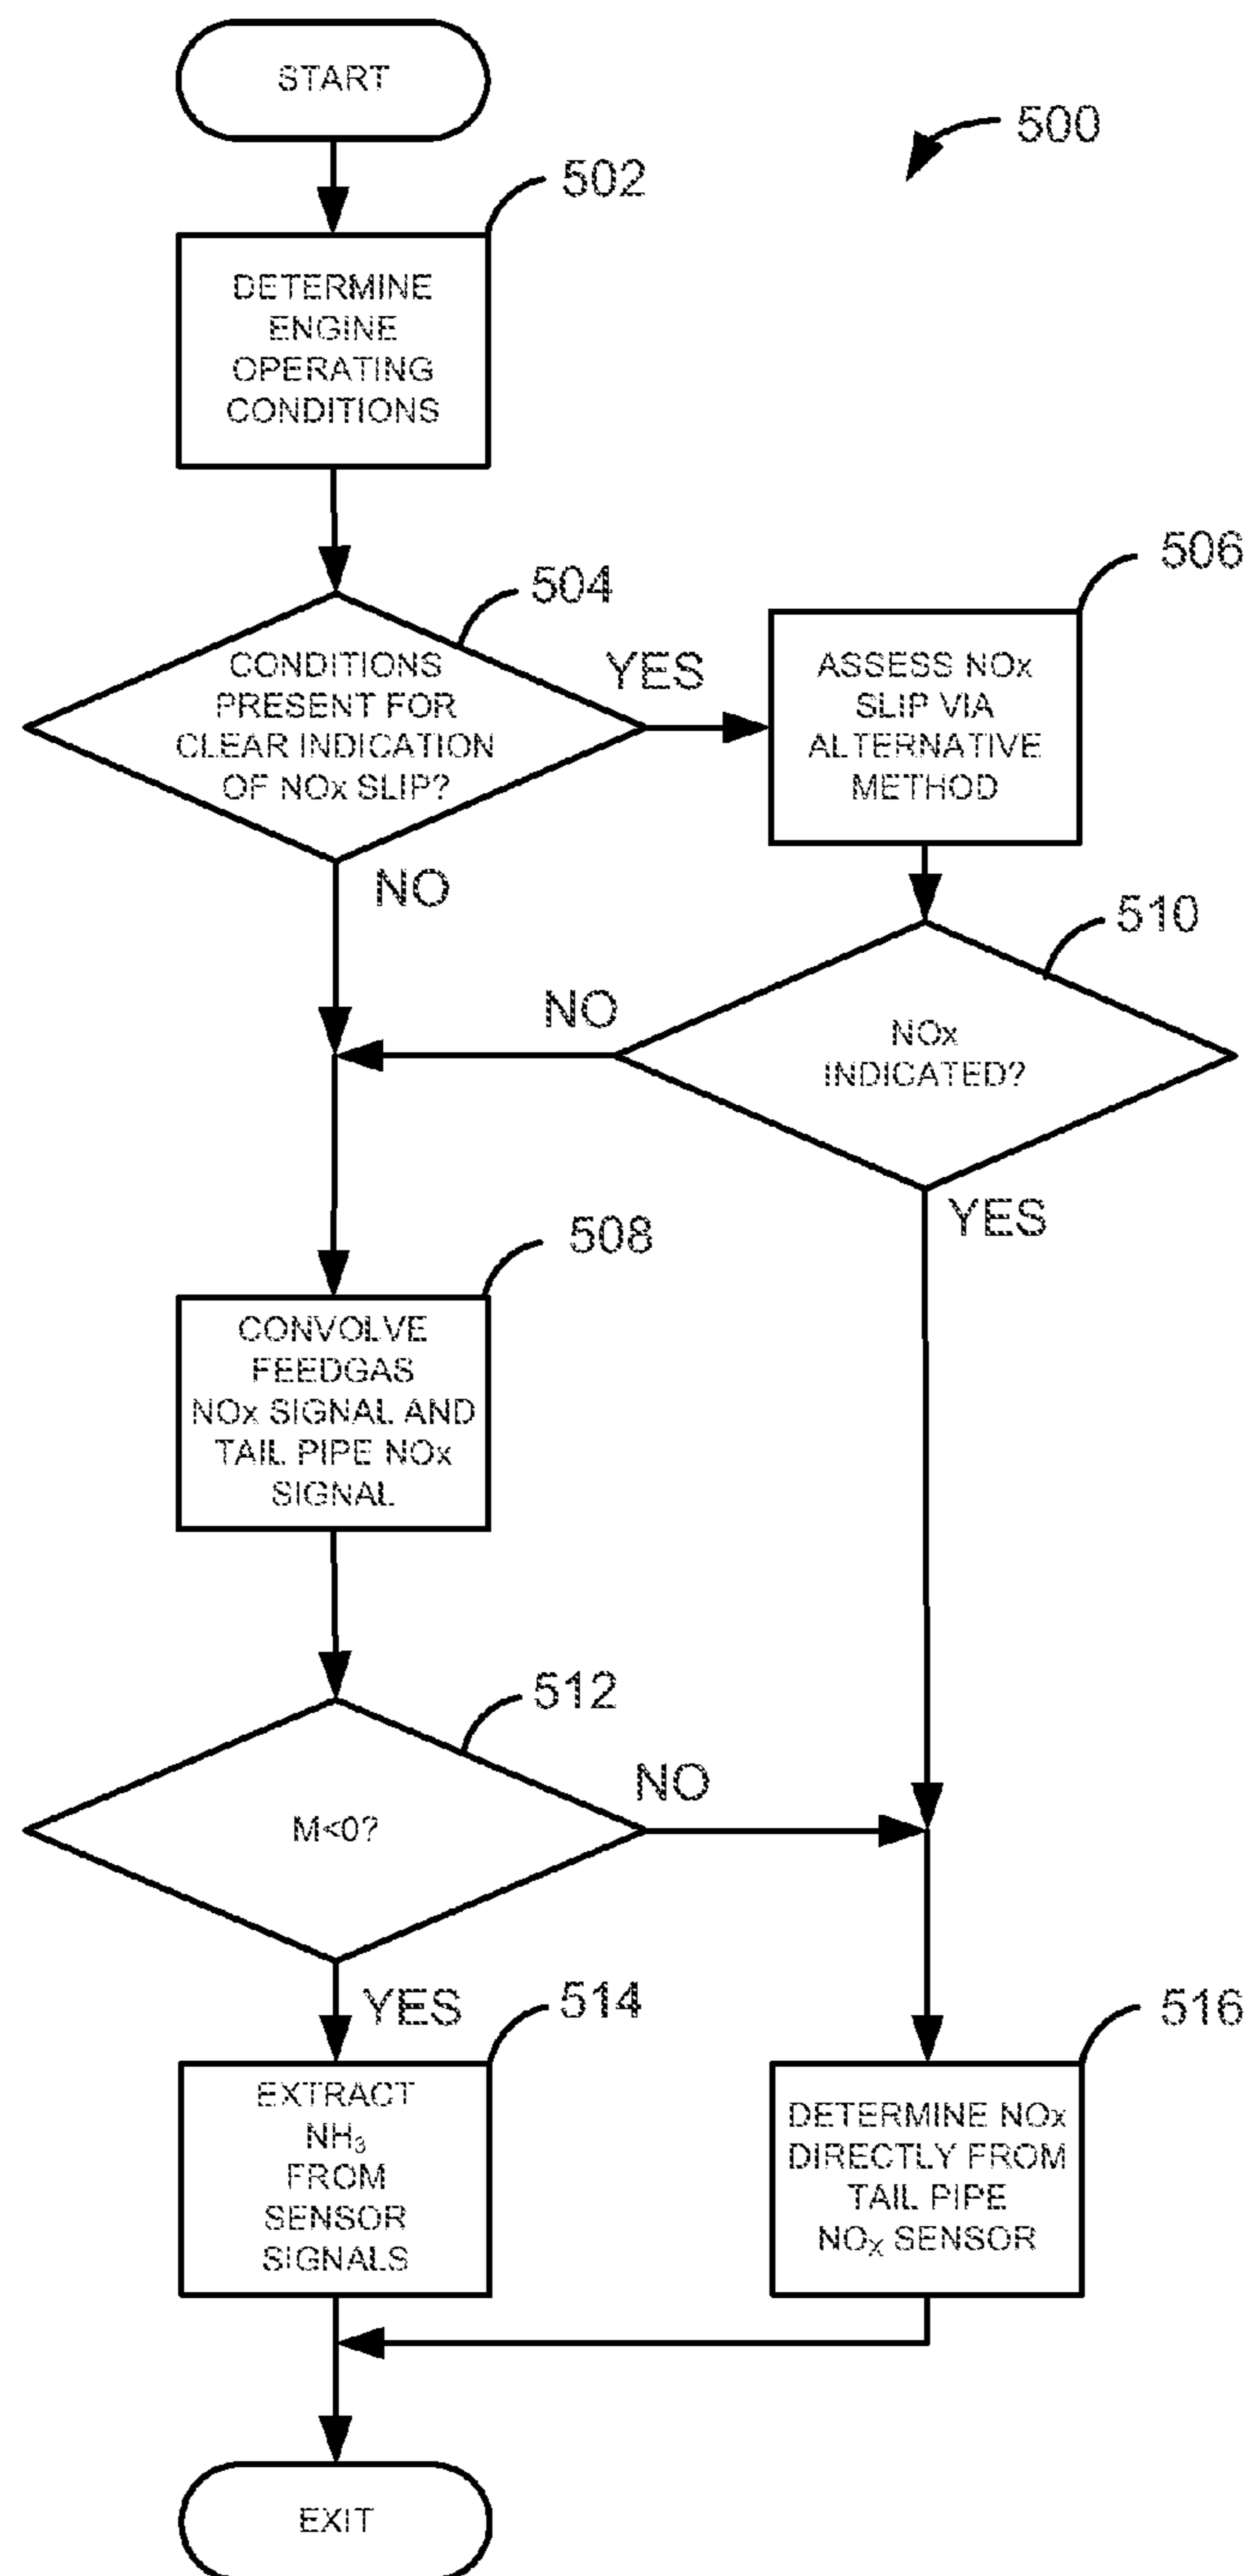 START
500
502
DETERMINE
ENGINE
OPERATING
CONDITIONS
504
CONDITIONS
PRESENT FOR
CLEAR INDICATION
OF NOx SLIP?
YES
NO
506
ASSESS NOx
SLIP VIA
ALTERNATIVE
METHOD
510
NOx
INDICATED?
NO
YES
508
CONVOLVE
FEEDGAS
NOx SIGNAL AND
TAIL PIPE NOx
SIGNAL
512
M<0?
NO
YES
514
EXTRACT
NH₃
FROM
SENSOR
SIGNALS
516
DETERMINE NOx
DIRECTLY FROM
TAIL PIPE
NOₓ SENSOR
EXIT